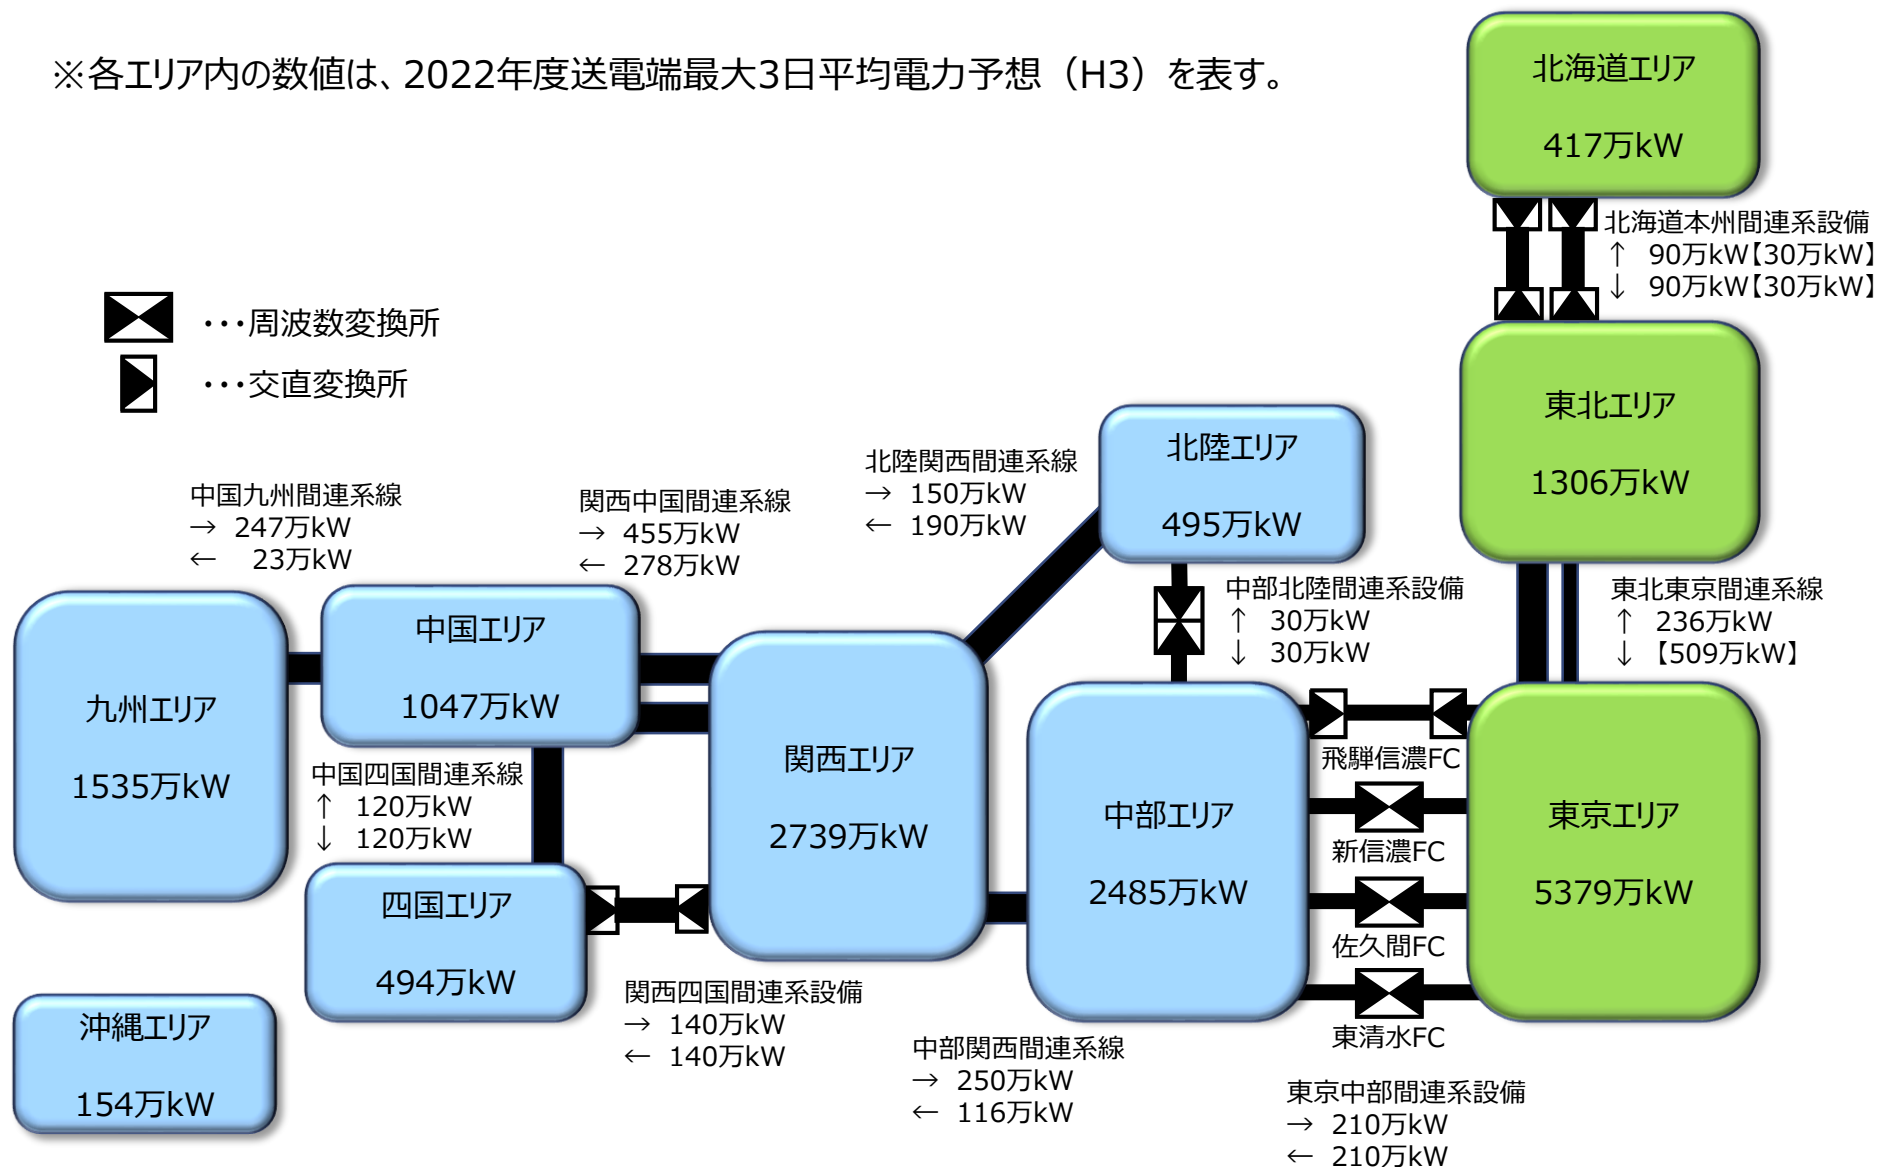 ※各エリア内の数値は、2022年度送電端最大3日平均電力予想（H3）を表す。
北海道エリア
417万kW
北海道本州間連系設備
↑ 90万kW【30万kW】
↓ 90万kW【30万kW】
･･･周波数変換所
･･･交直変換所
東北エリア
1306万kW
北陸エリア
495万kW
北陸関西間連系線
→ 150万kW
← 190万kW
中国九州間連系線
→ 247万kW
← 23万kW
関西中国間連系線
→ 455万kW
← 278万kW
中部北陸間連系設備
↑ 30万kW
↓ 30万kW
東北東京間連系線
↑ 236万kW
↓ 【509万kW】
九州エリア
1535万kW
中国エリア
1047万kW
中国四国間連系線
↑ 120万kW
↓ 120万kW
関西エリア
2739万kW
中部エリア
2485万kW
飛騨信濃FC
新信濃FC
佐久間FC
東清水FC
東京エリア
5379万kW
四国エリア
494万kW
沖縄エリア
154万kW
関西四国間連系設備
→ 140万kW
← 140万kW
中部関西間連系線
→ 250万kW
← 116万kW
東京中部間連系設備
→ 210万kW
← 210万kW